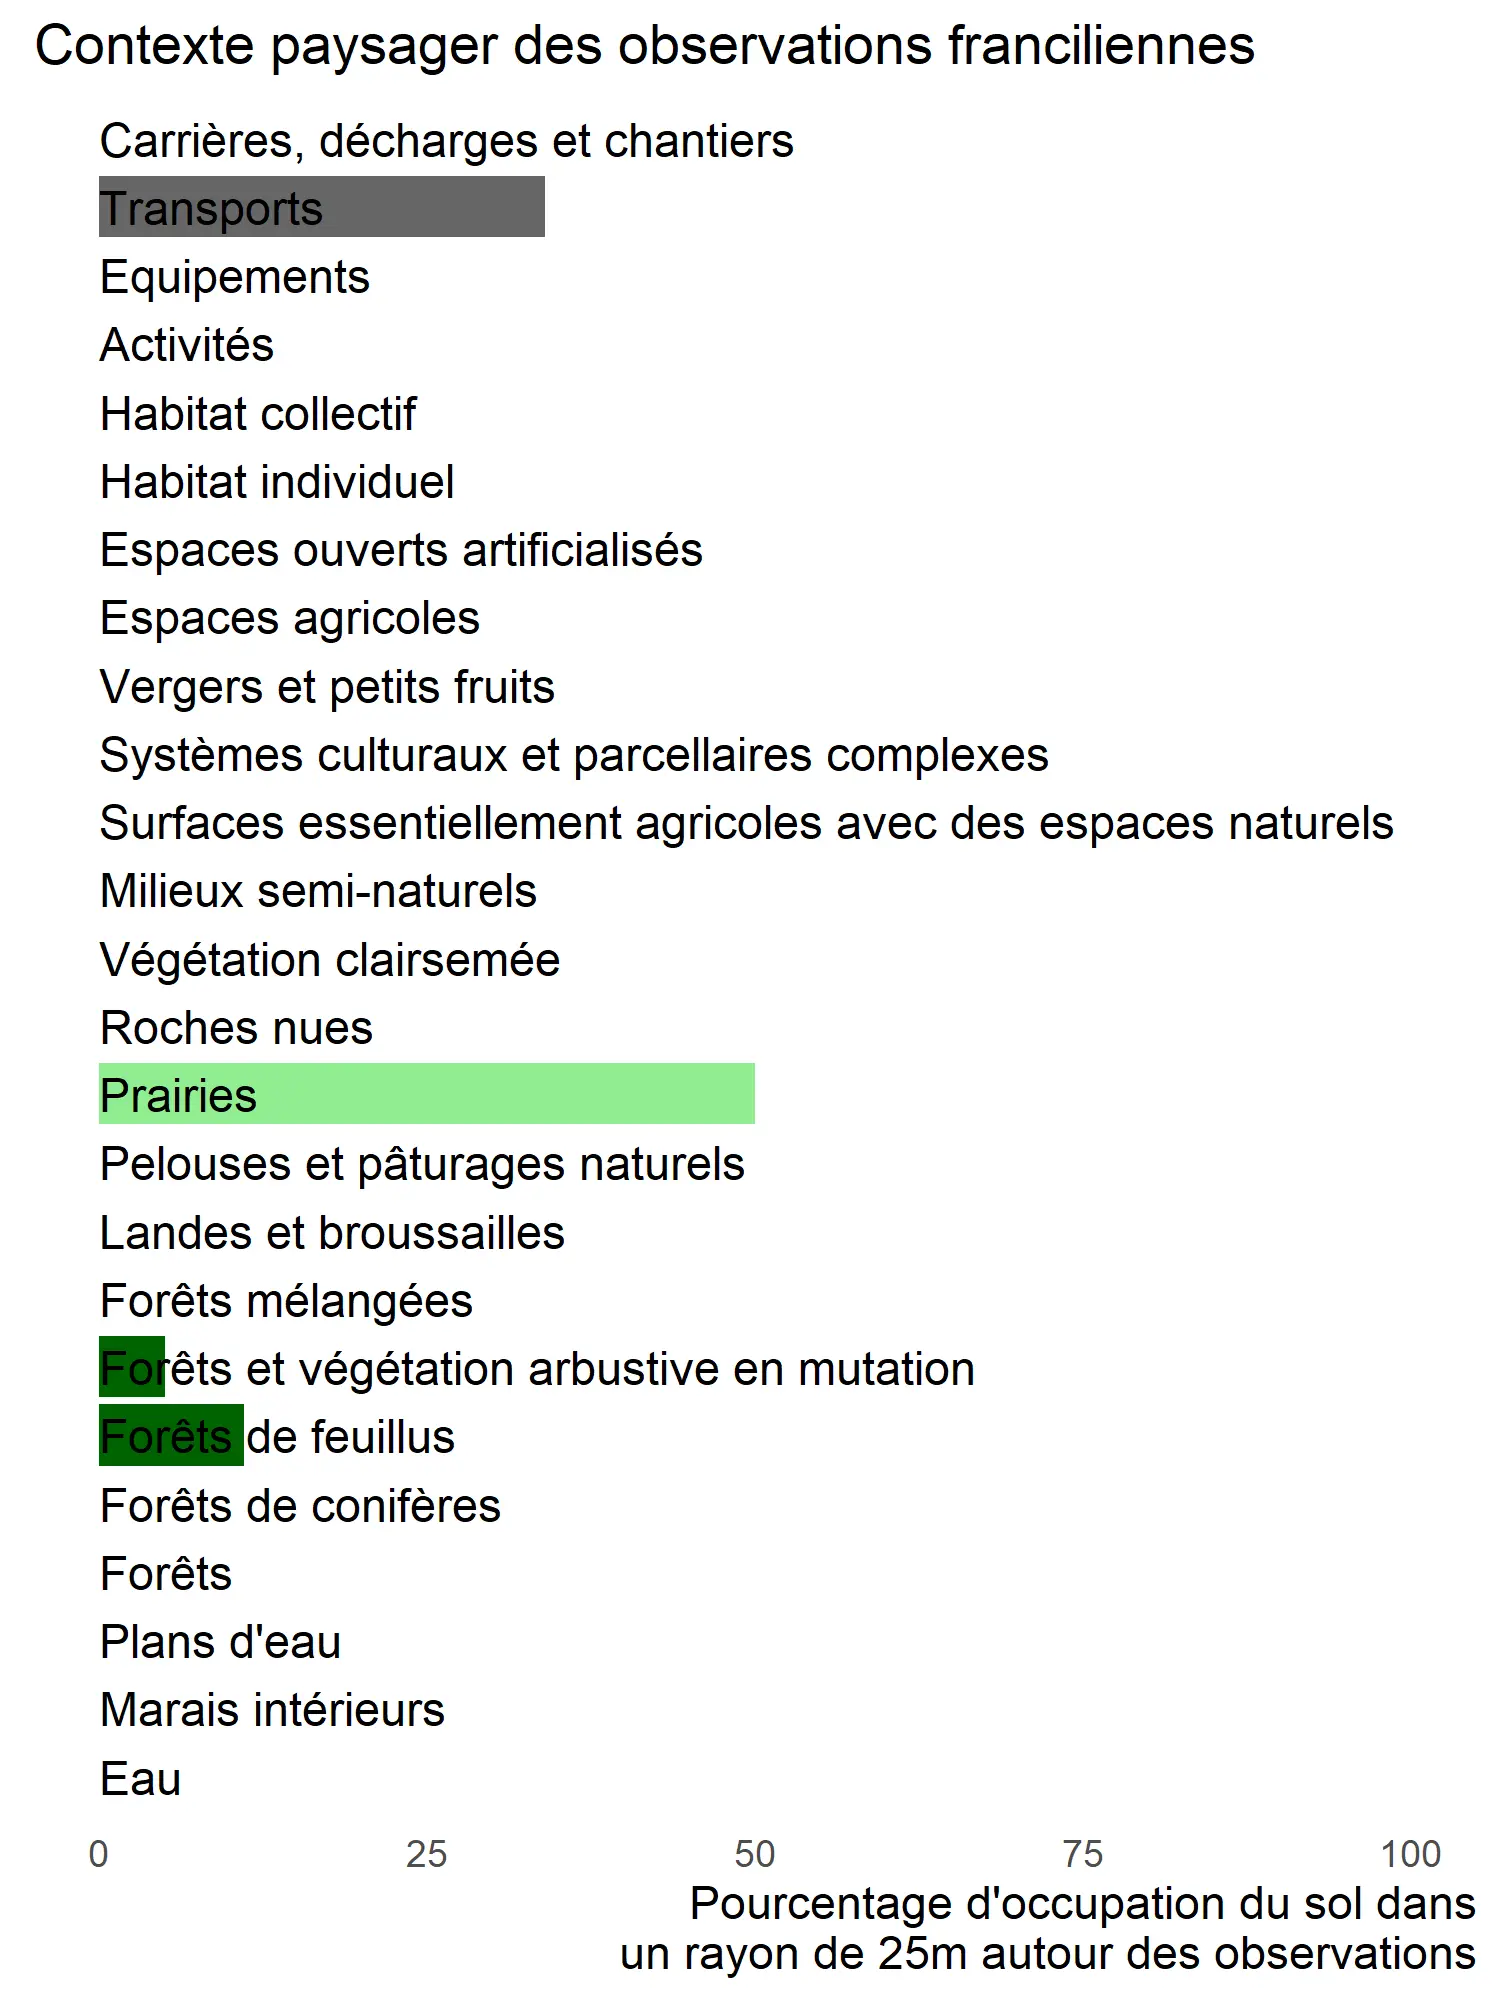 Contexte paysager des observations franciliennes
Carrières, décharges et chantiers
Transports
Equipements
Activités
Habitat collectif
Habitat individuel
Espaces ouverts artificialisés
Espaces agricoles
Vergers et petits fruits
Systèmes culturaux et parcellaires complexes
Surfaces essentiellement agricoles avec des espaces naturels
Milieux semi-naturels
Végétation clairsemée
Roches nues
Prairies
Pelouses et pâturages naturels
Landes et broussailles
Forêts mélangées
Forêts et végétation arbustive en mutation
Forêts de feuillus
Forêts de conifères
Forêts
Plans d'eau
Marais intérieurs
Eau
0 25 50 75 100
Pourcentage d'occupation du sol dans
un rayon de 25m autour des observations